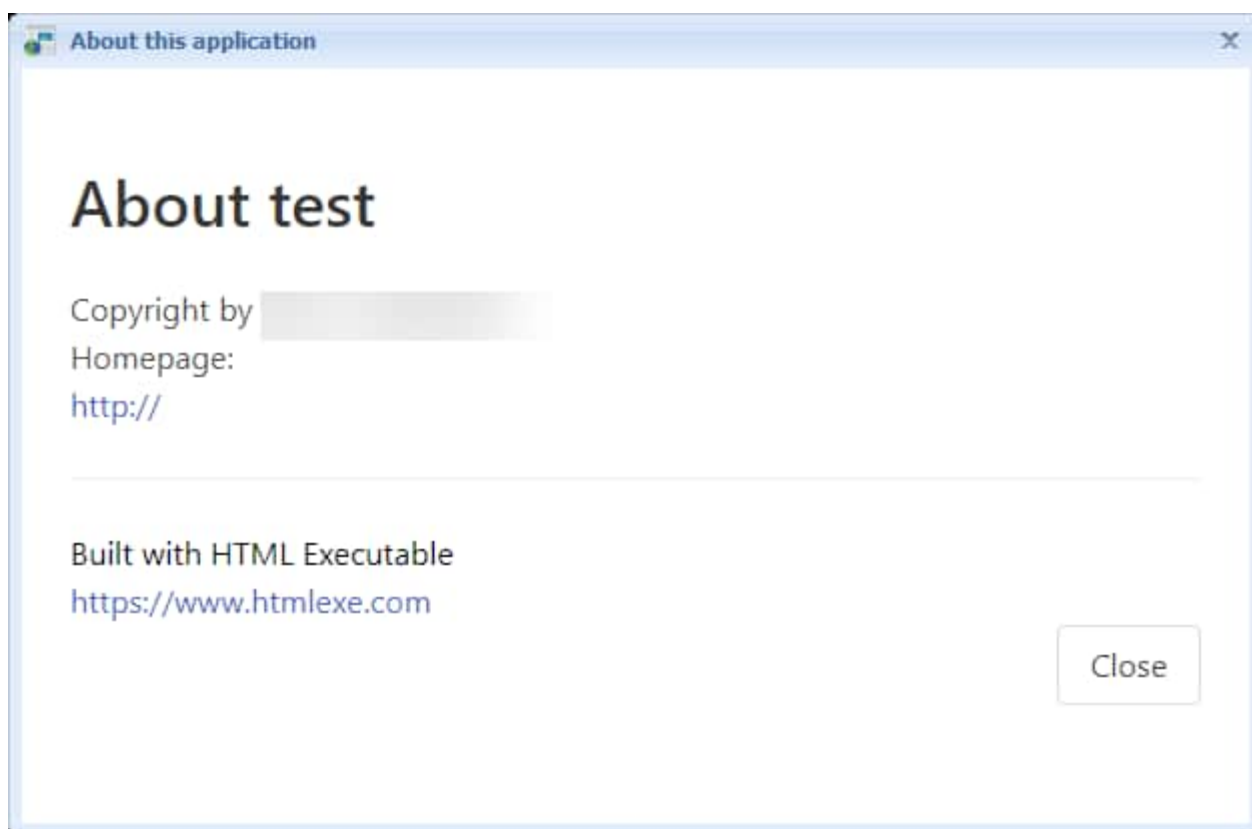 About this application
About test
Copyright by
Homepage:
http://
Built with HTML Executable
https://www.htmlexe.com
Close